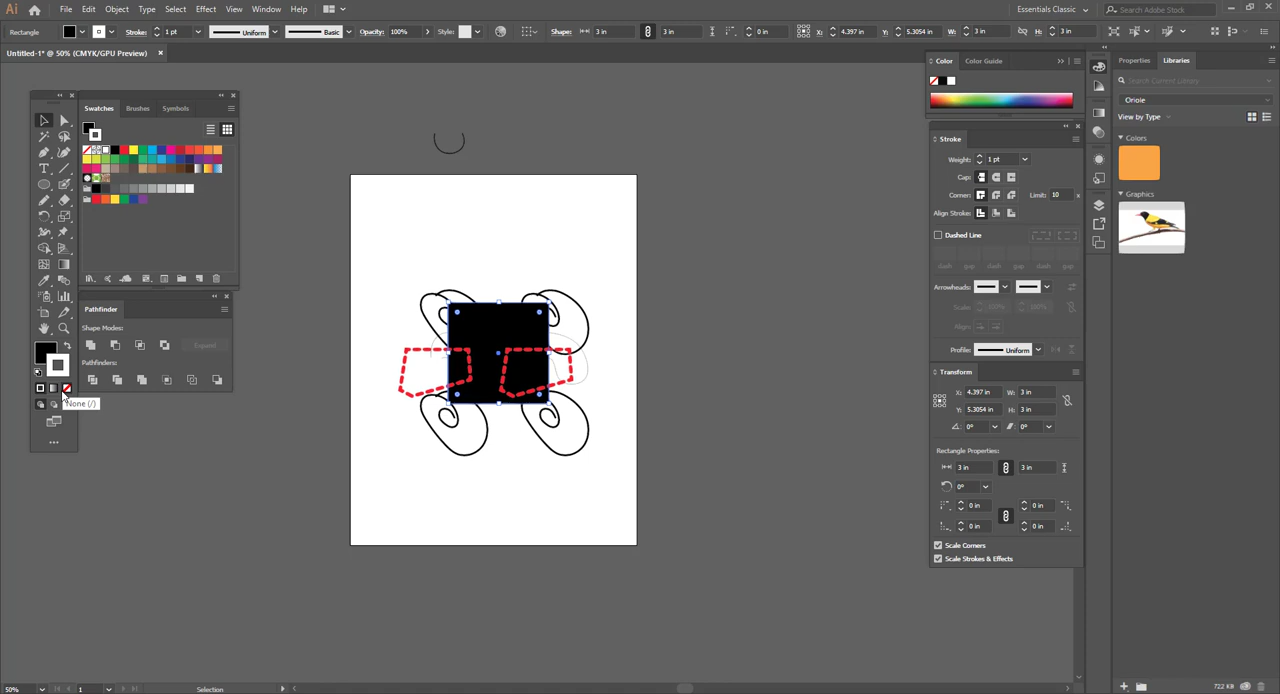 Ai File Edit Object Type Select Effect View Window Help Essentials Classic Search Adobe Stock
Rectangle Stroke: 1 pt Uniform Basic Opacity: 100% Style: Shape: 3 in 3 in 0 in X: 4.397 in Y: 5.3054 in W: 3 in H: 3 in
Untitled-1* @ 50% (CMYK/GPU Preview)
Color Color Guide
Properties Libraries
Search Current Library
Oriole
View by Type
Colors
Graphics
Swatches Brushes Symbols
Stroke
Weight: 1 pt
Cap:
Corner: Limit: 10 x
Align Stroke:
Dashed Line
dash gap dash gap dash gap
Arrowheads:
Scale: 100% 100%
Align:
Profile: Uniform
Pathfinder
Shape Modes:
Expand
Pathfinders:
None (/)
Transform
X: 4.397 in W: 3 in
Y: 5.3054 in H: 3 in
0° 0°
Rectangle Properties:
3 in 3 in
0°
0 in 0 in
0 in 0 in
Scale Corners
Scale Strokes & Effects
50% 1 Selection 722 KB